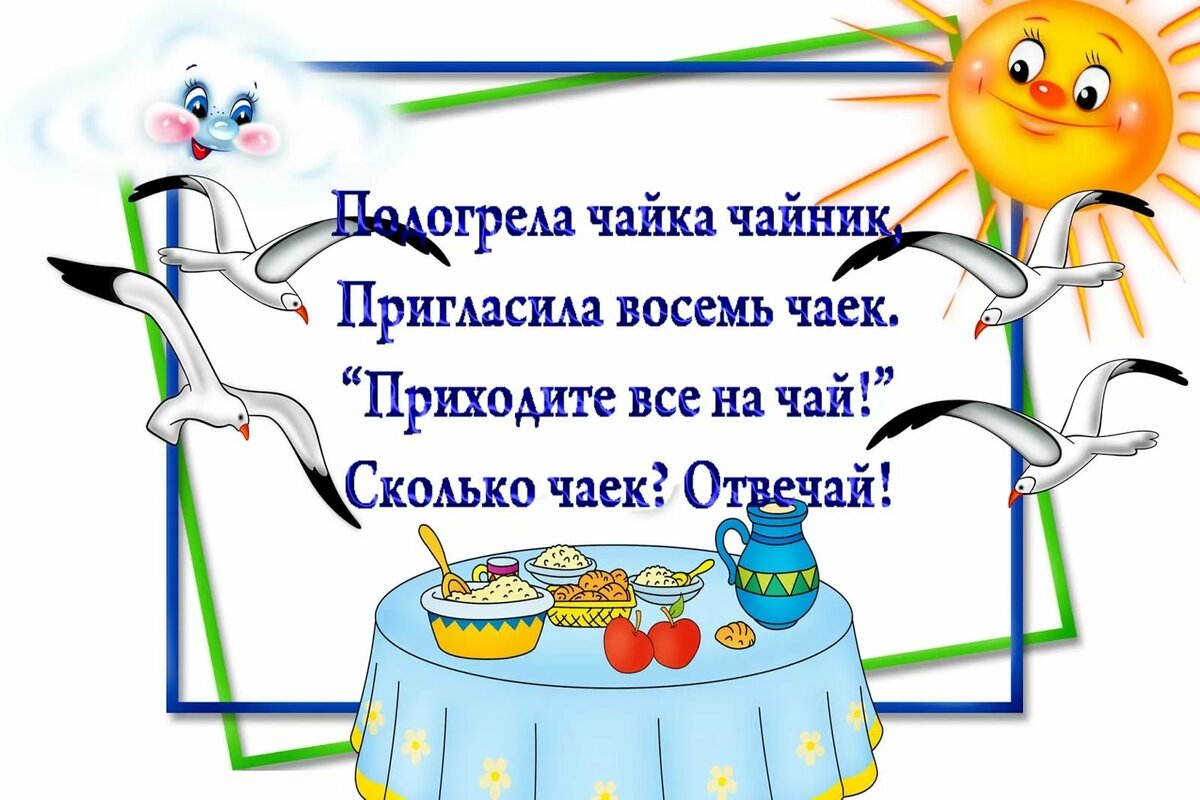 Подогрела чайка чайник,
Пригласила восемь чаек.
“Приходите все на чай!”
Сколько чаек? Отвечай!